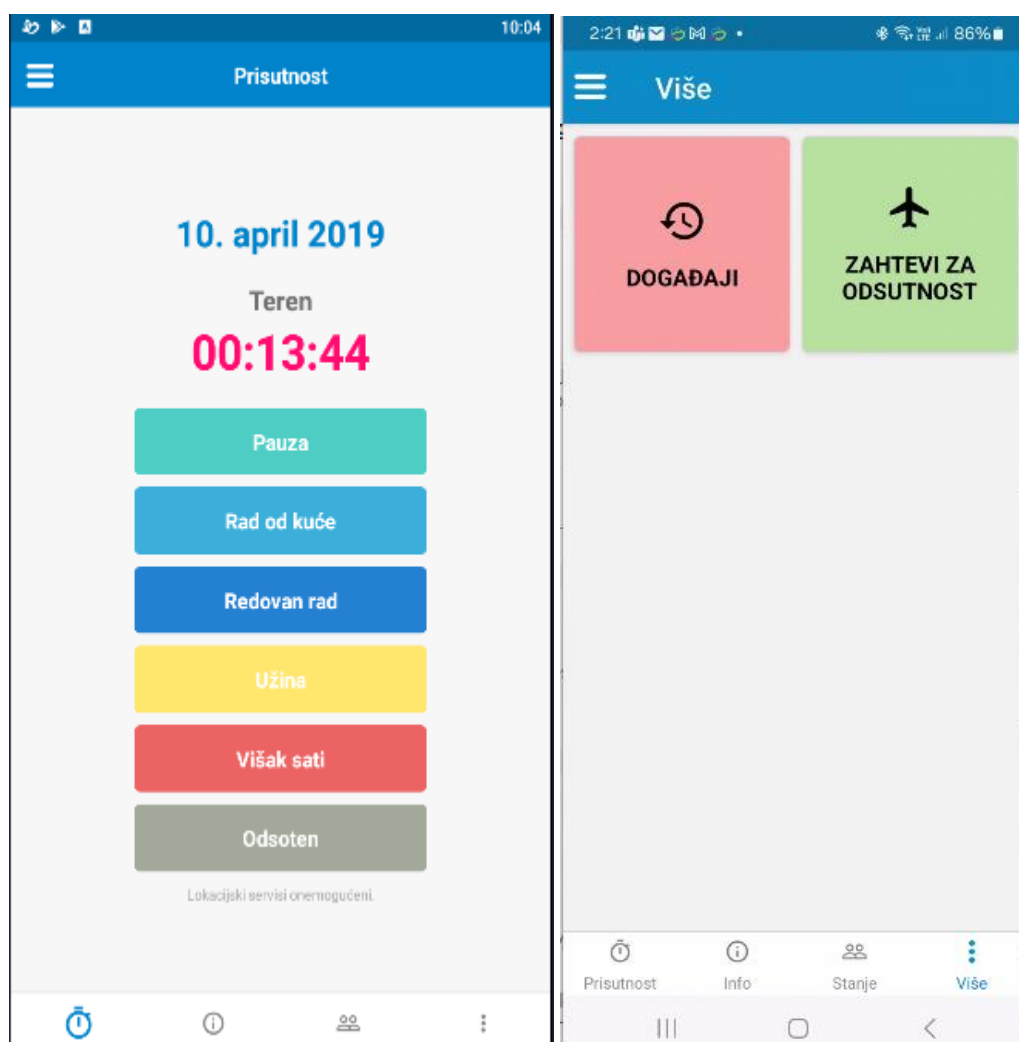 10:04
Prisutnost
10. april 2019
Teren
00:13:44
Pauza
Rad od kuće
Redovan rad
Užina
Višak sati
Odsoten
Lokacijski servisi onemogućeni.
2:21
86%
Više
DOGAĐAJI
ZAHTEVI ZA
ODSUTNOST
Prisutnost
Info
Stanje
Više